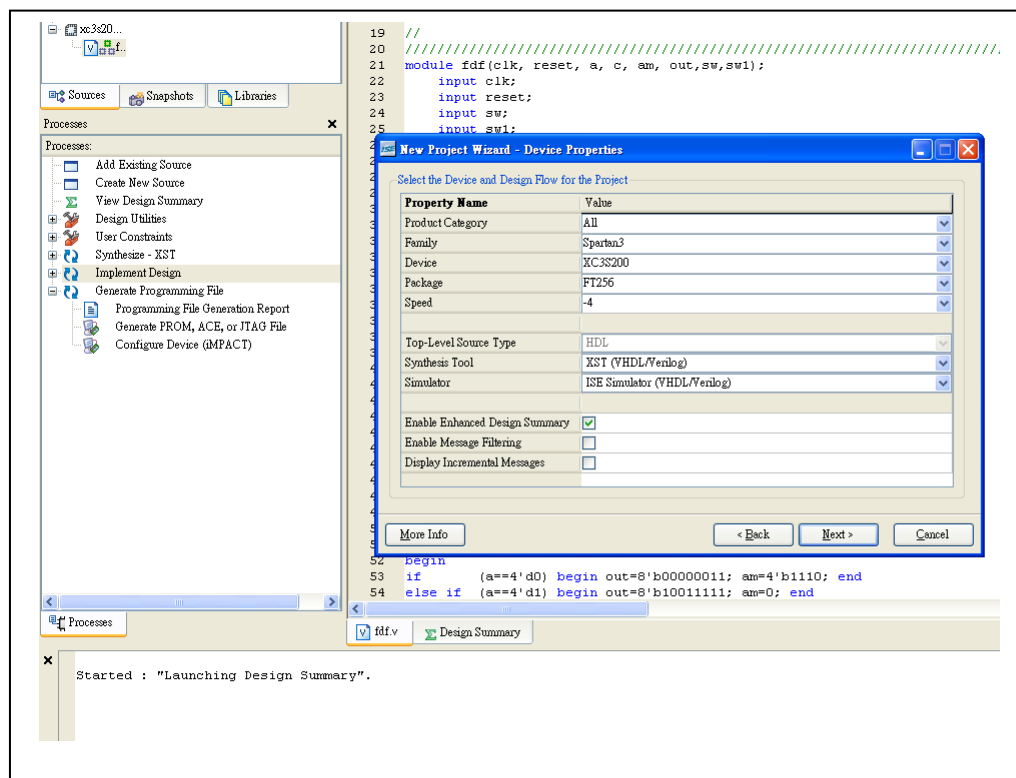 xc3s20...
f..
Sources Snapshots Libraries
Processes
Processes:
Add Existing Source
Create New Source
View Design Summary
Design Utilities
User Constraints
Synthesize - XST
Implement Design
Generate Programming File
Programming File Generation Report
Generate PROM, ACE, or JTAG File
Configure Device (iMPACT)
Processes
19 //
20 ////////////////////////////////////////////////////////////////////////////
21 module fdf(clk, reset, a, c, am, out,sw,sw1);
22 input clk;
23 input reset;
24 input sw;
25 input sw1;
New Project Wizard - Device Properties
Select the Device and Design Flow for the Project
Property Name Value
Product Category All
Family Spartan3
Device XC3S200
Package FT256
Speed -4
Top-Level Source Type HDL
Synthesis Tool XST (VHDL/Verilog)
Simulator ISE Simulator (VHDL/Verilog)
Enable Enhanced Design Summary
Enable Message Filtering
Display Incremental Messages
More Info < Back Next > Cancel
52 begin
53 if (a==4'd0) begin out=8'b00000011; am=4'b1110; end
54 else if (a==4'd1) begin out=8'b10011111; am=0; end
fdf.v Design Summary
Started : "Launching Design Summary".